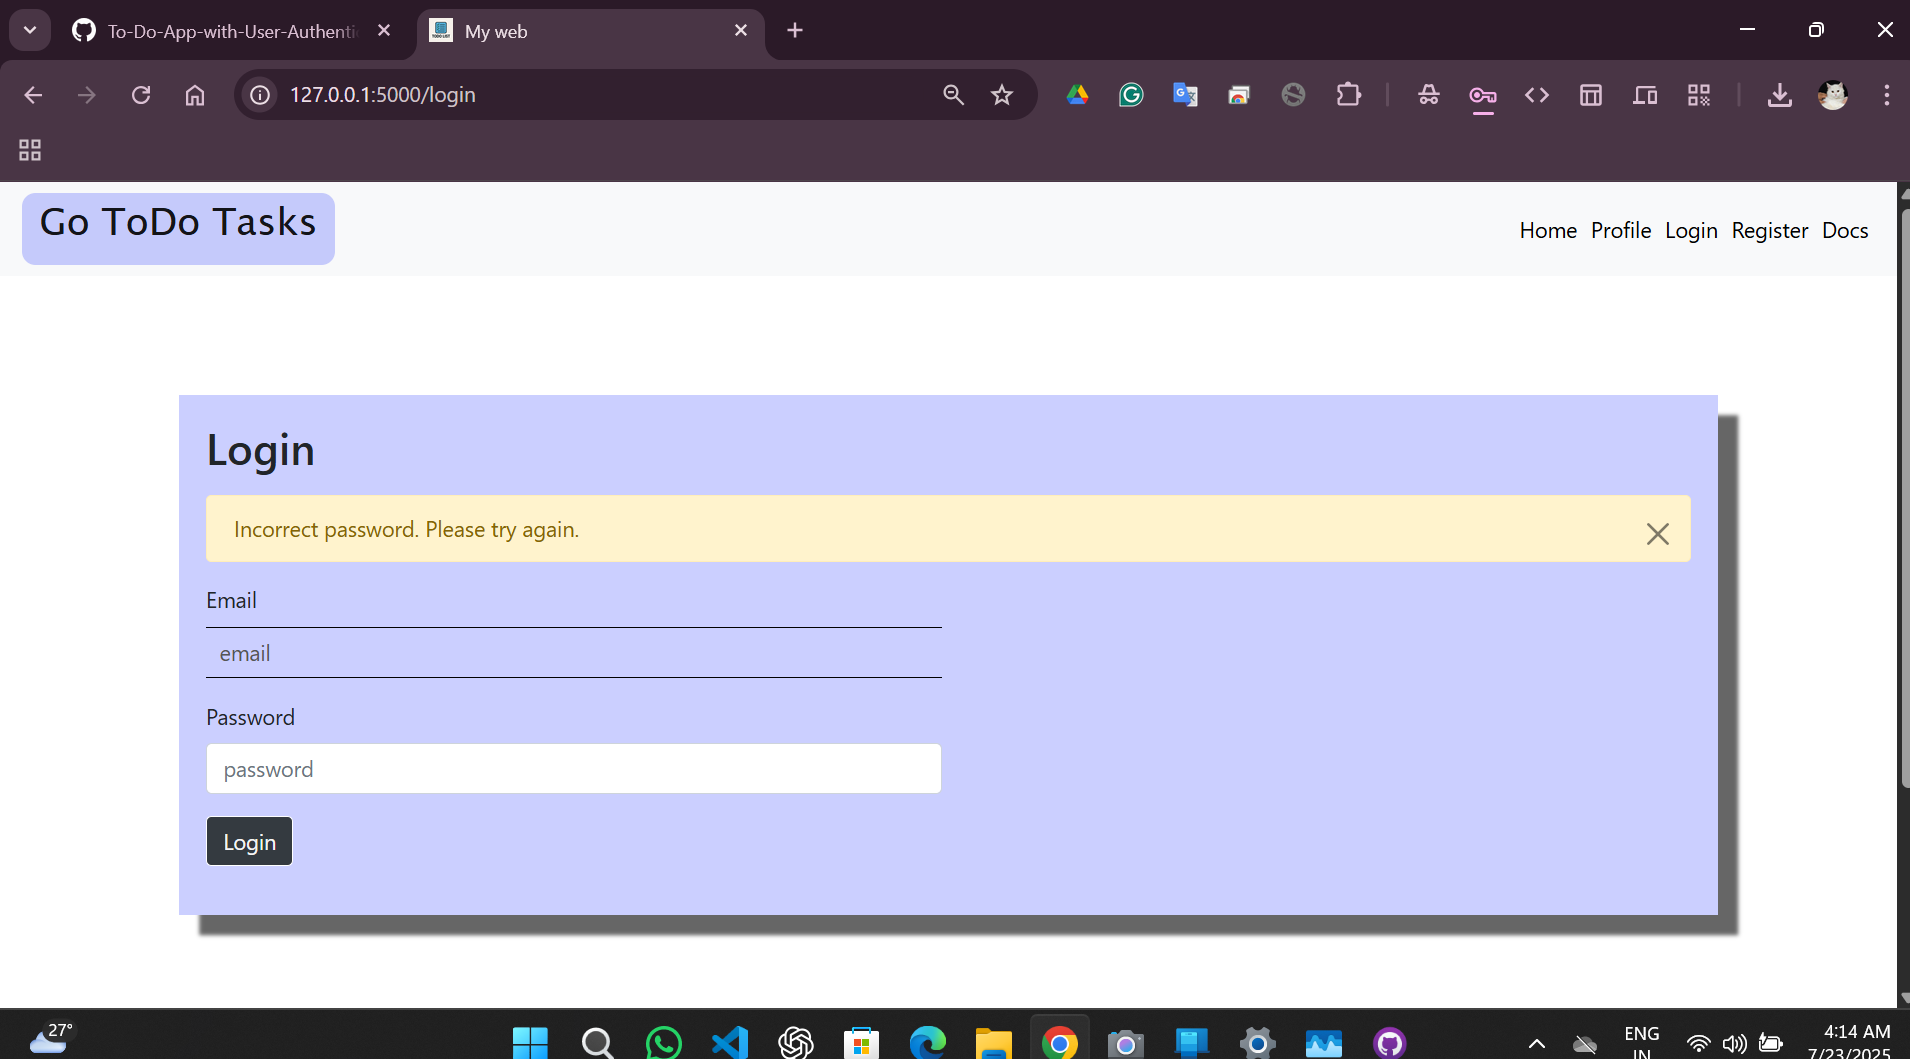 To-Do-App-with-User-Authenti
My web
127.0.0.1:5000/login
Go ToDo Tasks
Home Profile Login Register Docs
Login
Incorrect password. Please try again.
Email
email
Password
password
Login
27°
ENG
IN
4:14 AM
7/23/2025